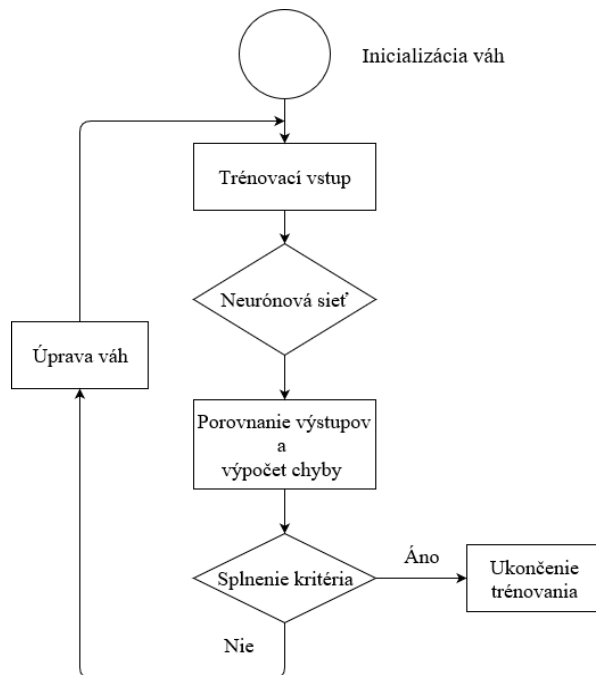 Inicializácia váh
Trénovací vstup
Neurónová sieť
Úprava váh
Porovnanie výstupov
a
výpočet chyby
Splnenie kritéria
Áno
Ukončenie
trénovania
Nie